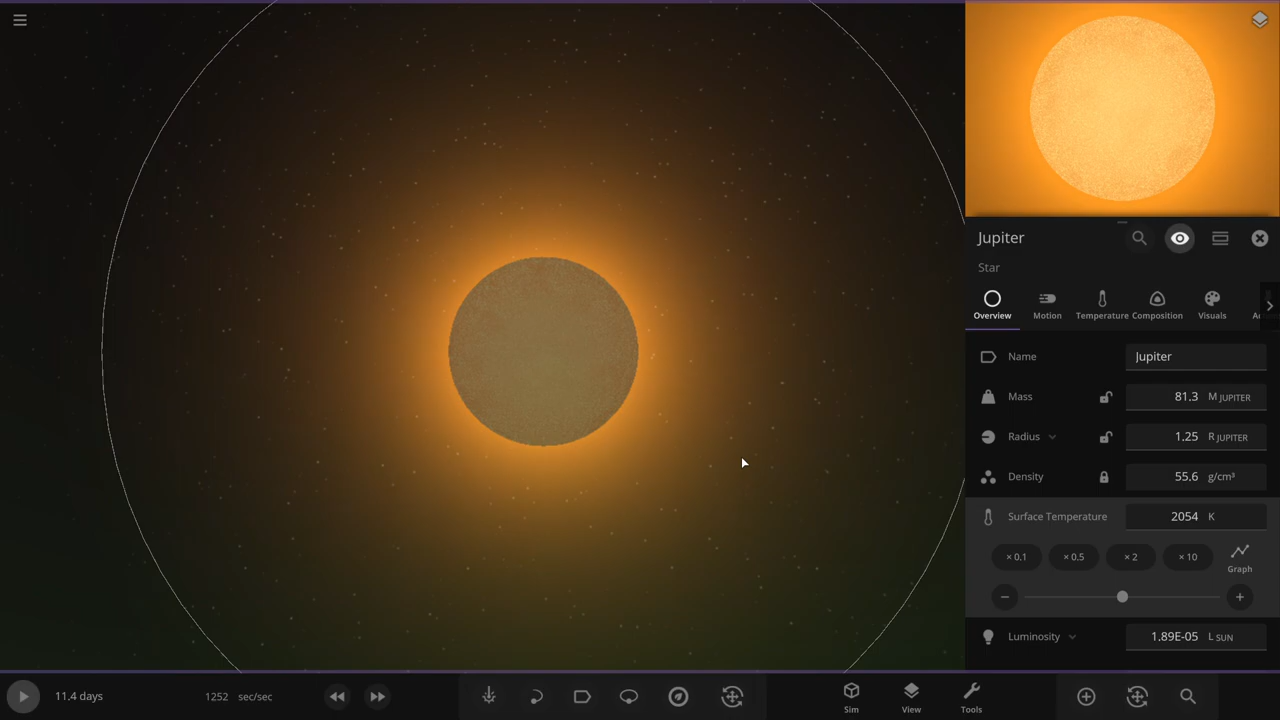 Jupiter
Star
Overview
Motion
Temperature
Composition
Visuals
Name
Jupiter
Mass
81.3 M JUPITER
Radius
1.25 R JUPITER
Density
55.6 g/cm³
Surface Temperature
2054 K
× 0.1
× 0.5
× 2
× 10
Graph
Luminosity
1.89E-05 L SUN
11.4 days
1252 sec/sec
Sim
View
Tools